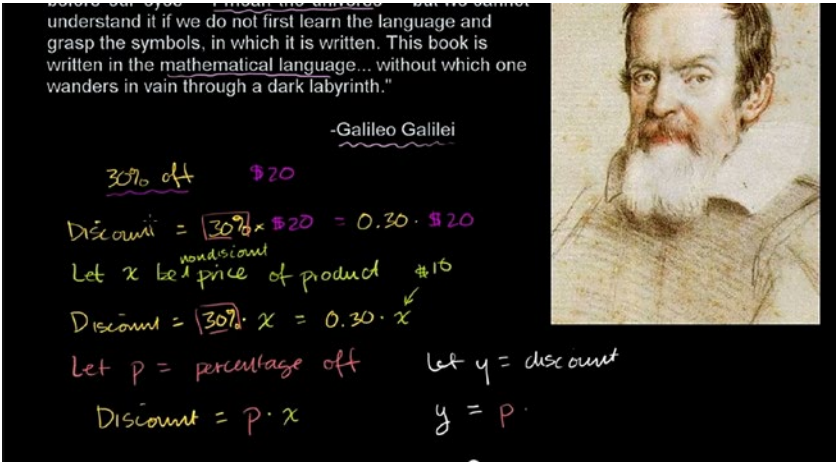 understand it if we do not first learn the language and
grasp the symbols, in which it is written. This book is
written in the mathematical language... without which one
wanders in vain through a dark labyrinth."
-Galileo Galilei
30% off $20
Discount = 30% × $20 = 0.30 · $20
nondiscount
Let x be price of product $10
Discount = 30% · x = 0.30 · x
Let p = percentage off Let y = discount
Discount = p · x y = p ·